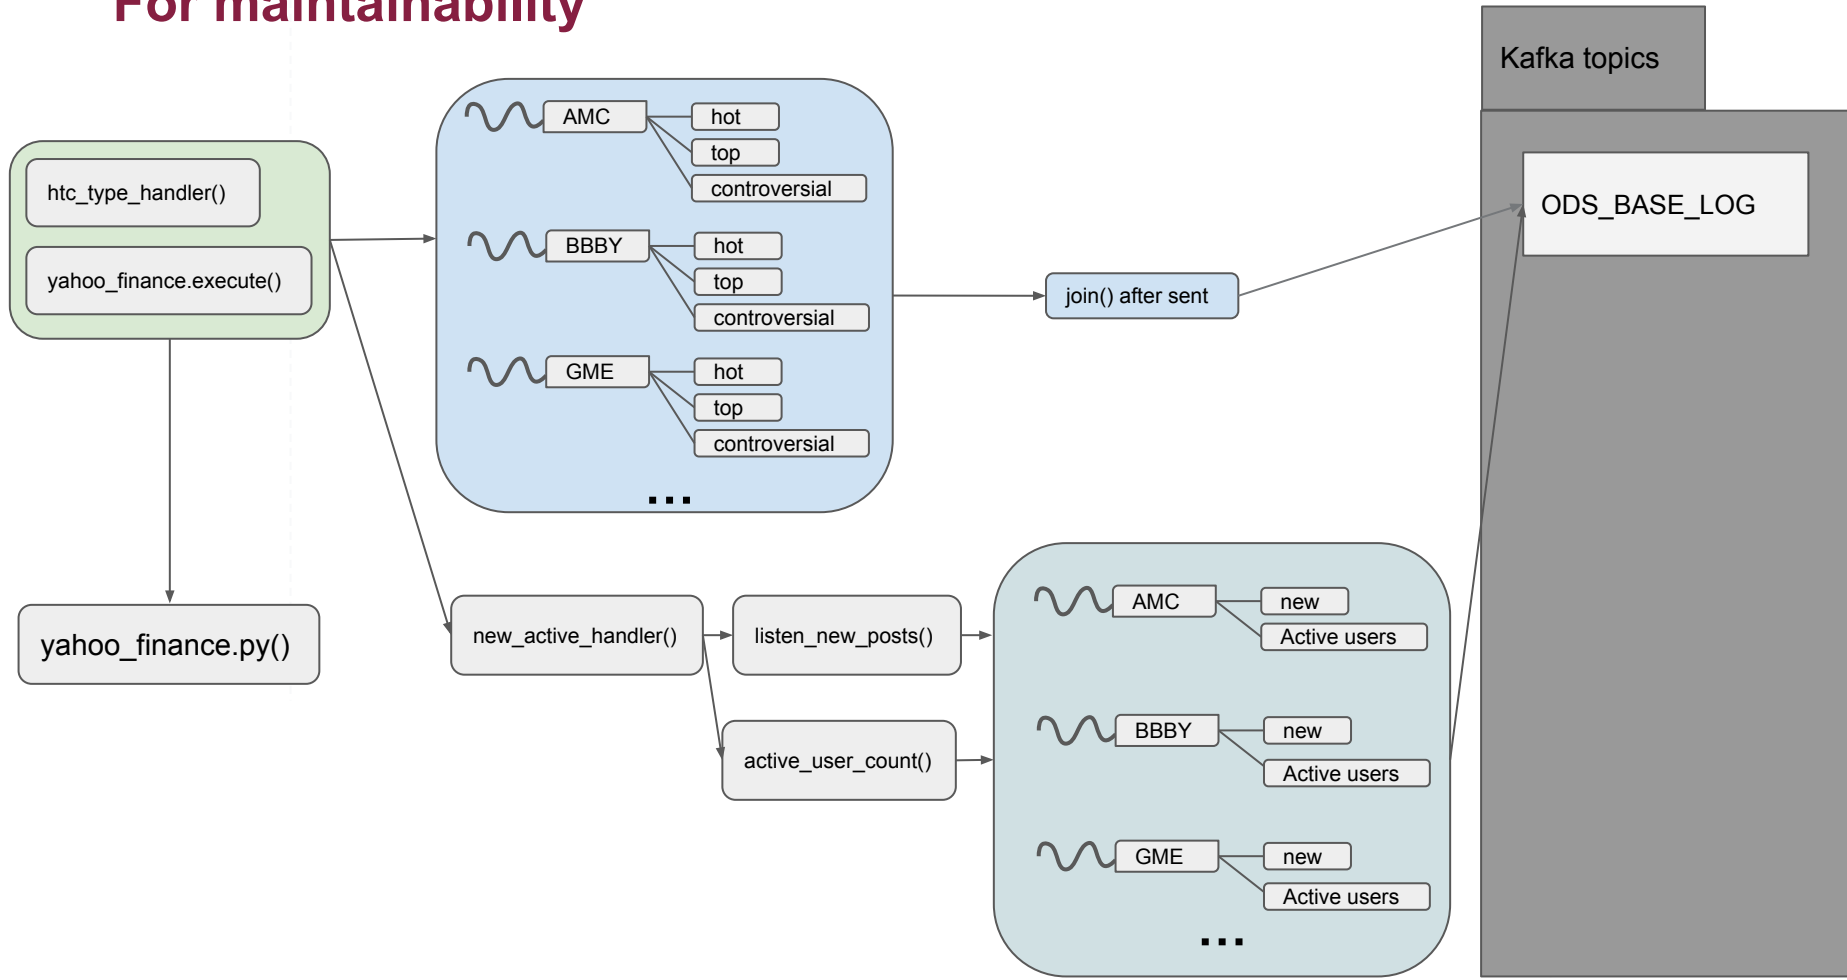 For maintainability
Kafka topics
ODS_BASE_LOG
htc_type_handler()
yahoo_finance.execute()
yahoo_finance.py()
AMC
hot
top
controversial
BBBY
hot
top
controversial
GME
hot
top
controversial
...
join() after sent
new_active_handler()
listen_new_posts()
active_user_count()
AMC
new
Active users
BBBY
new
Active users
GME
new
Active users
...